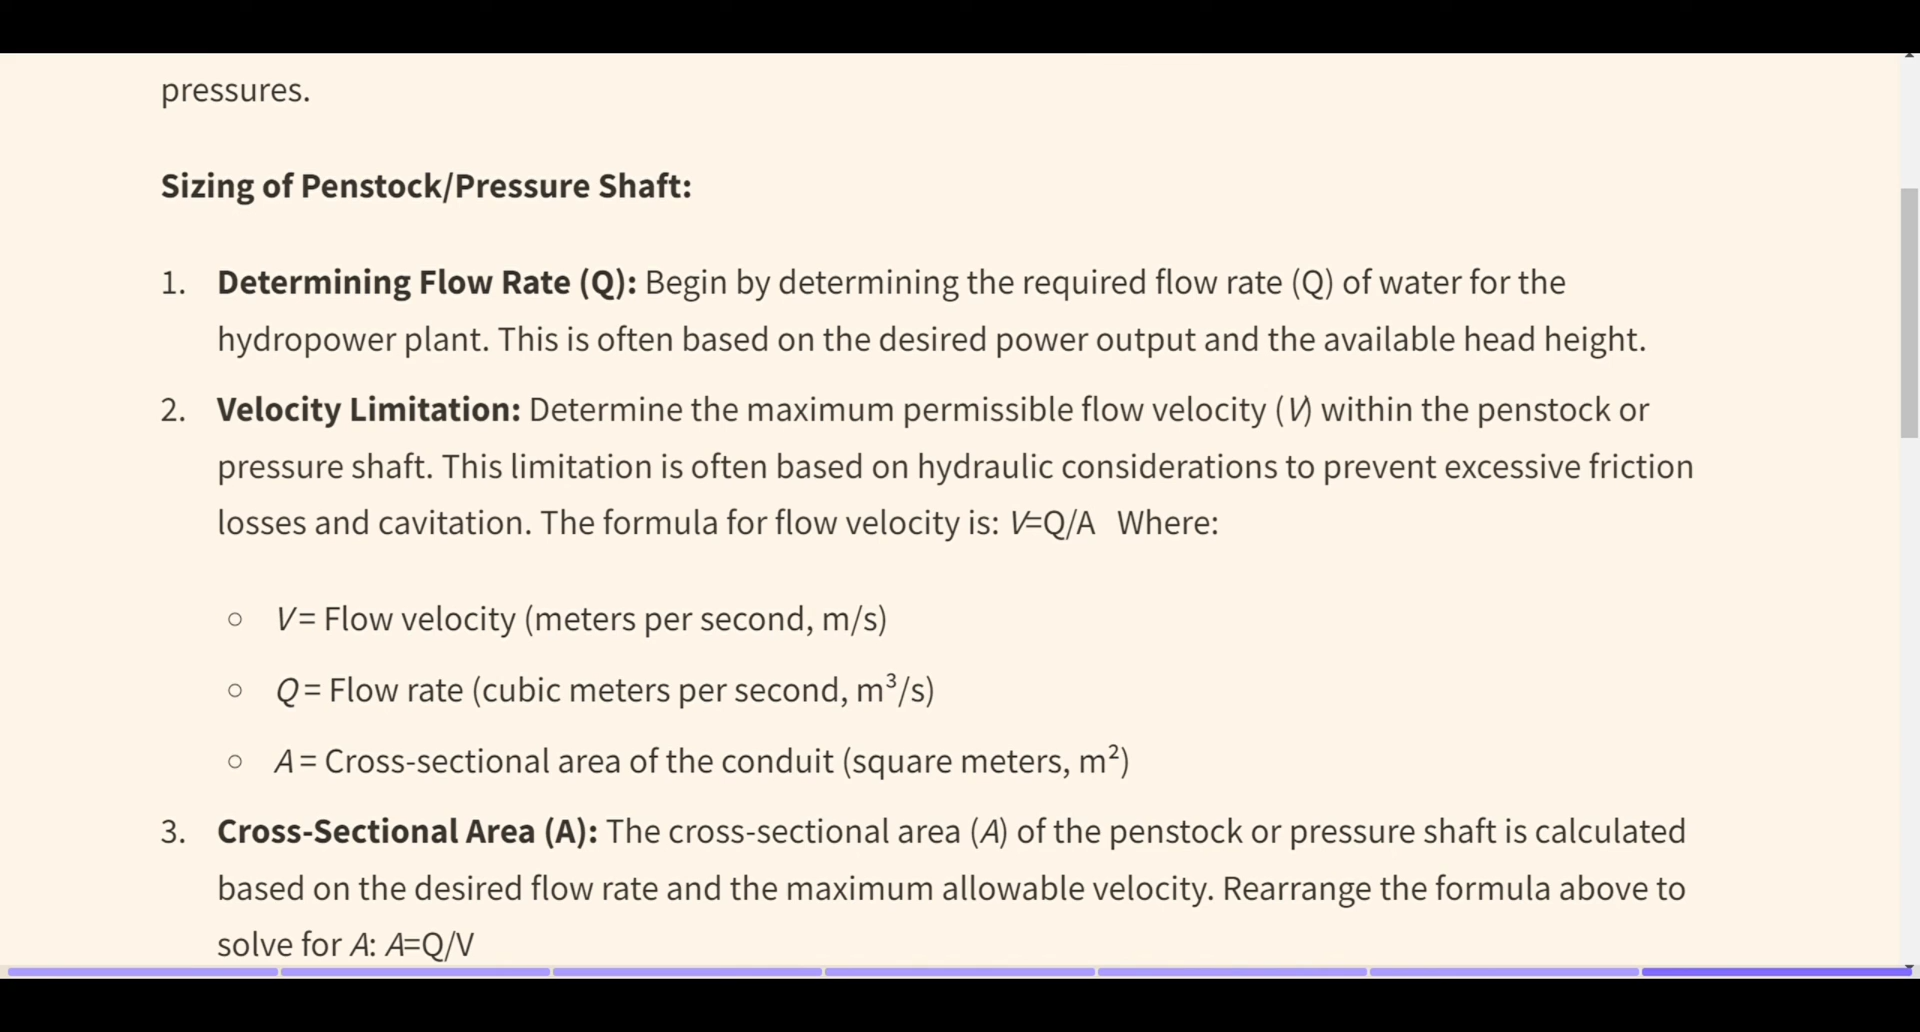 pressures.
Sizing of Penstock/Pressure Shaft:
1. Determining Flow Rate (Q): Begin by determining the required flow rate (Q) of water for the
hydropower plant. This is often based on the desired power output and the available head height.
2. Velocity Limitation: Determine the maximum permissible flow velocity (V) within the penstock or
pressure shaft. This limitation is often based on hydraulic considerations to prevent excessive friction
losses and cavitation. The formula for flow velocity is: V=Q/A Where:
○ V= Flow velocity (meters per second, m/s)
○ Q= Flow rate (cubic meters per second, m³/s)
○ A= Cross-sectional area of the conduit (square meters, m²)
3. Cross-Sectional Area (A): The cross-sectional area (A) of the penstock or pressure shaft is calculated
based on the desired flow rate and the maximum allowable velocity. Rearrange the formula above to
solve for A: A=Q/V